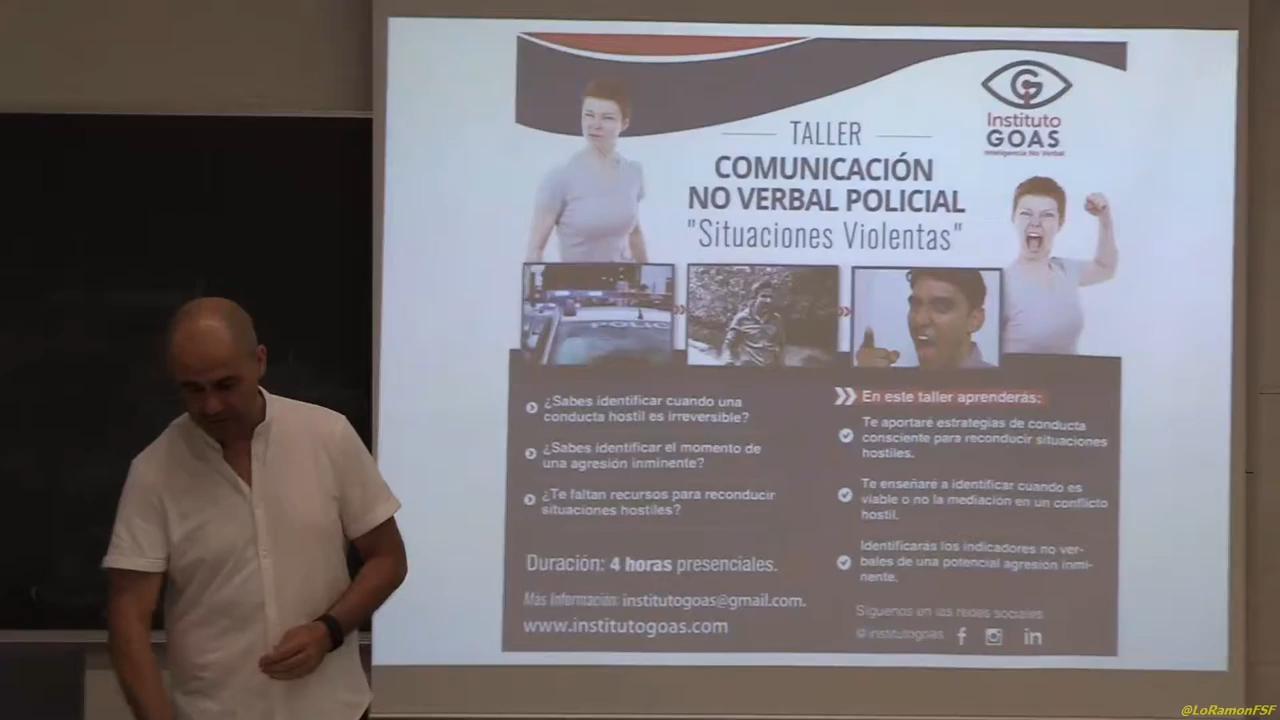 Instituto
GOAS
Inteligencia No Verbal
TALLER
COMUNICACIÓN
NO VERBAL POLICIAL
"Situaciones Violentas"
POLIC
¿Sabes identificar cuando una
conducta hostil es irreversible?
¿Sabes identificar el momento de
una agresión inminente?
¿Te faltan recursos para reconducir
situaciones hostiles?
Duración: 4 horas presenciales.
Más Información: institutogoas@gmail.com.
www.institutogoas.com
En este taller aprenderás:
Te aportaré estrategias de conducta
consciente para reconducir situaciones
hostiles.
Te enseñaré a identificar cuando es
viable o no la mediación en un conflicto
hostil.
Identificarás los indicadores no ver-
bales de una potencial agresión inmi-
nente.
Síguenos en las redes sociales
@institutogoas f in
@LoRamonFSF